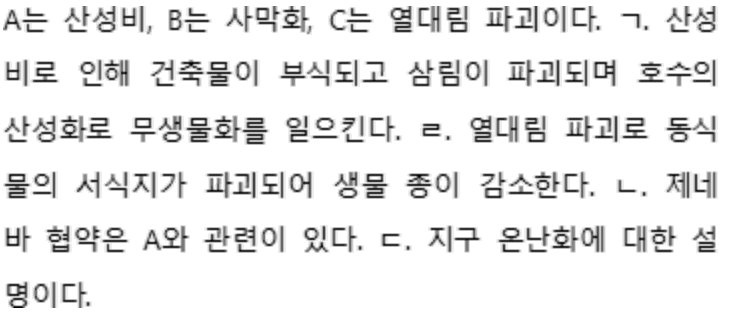 A는 산성비, B는 사막화, C는 열대림 파괴이다. ㄱ. 산성
비로 인해 건축물이 부식되고 삼림이 파괴되며 호수의
산성화로 무생물화를 일으킨다. ㄹ. 열대림 파괴로 동식
물의 서식지가 파괴되어 생물 종이 감소한다. ㄴ. 제네
바 협약은 A와 관련이 있다. ㄷ. 지구 온난화에 대한 설
명이다.